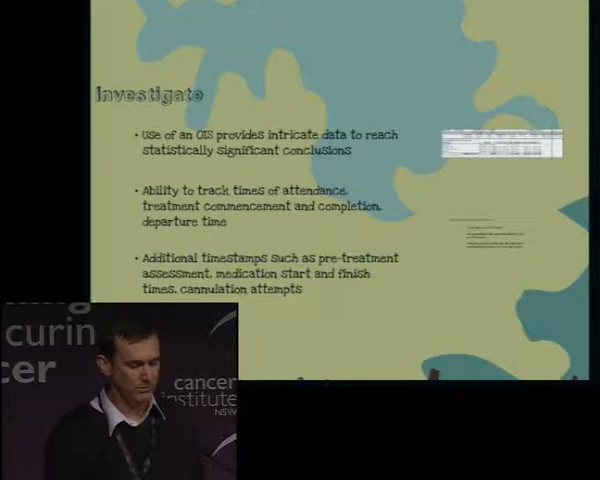 Investigate
• Use of an OIS provides intricate data to reach
statistically significant conclusions
• Ability to track times of attendance,
treatment commencement and completion,
departure time
• Additional timestamps such as pre-treatment
assessment, medication start and finish
times, cannulation attempts
curin
cer
cancer
institute
NSW